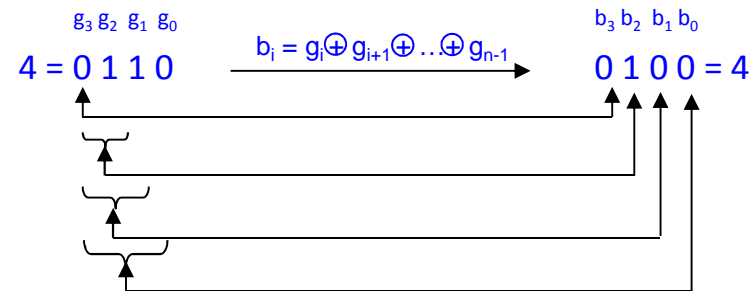 g₃ g₂ g₁ g₀ b₃ b₂ b₁ b₀
4 = 0 1 1 0 bᵢ = gᵢ⊕ gᵢ₊₁⊕ …⊕ gₙ₋₁ 0 1 0 0 = 4